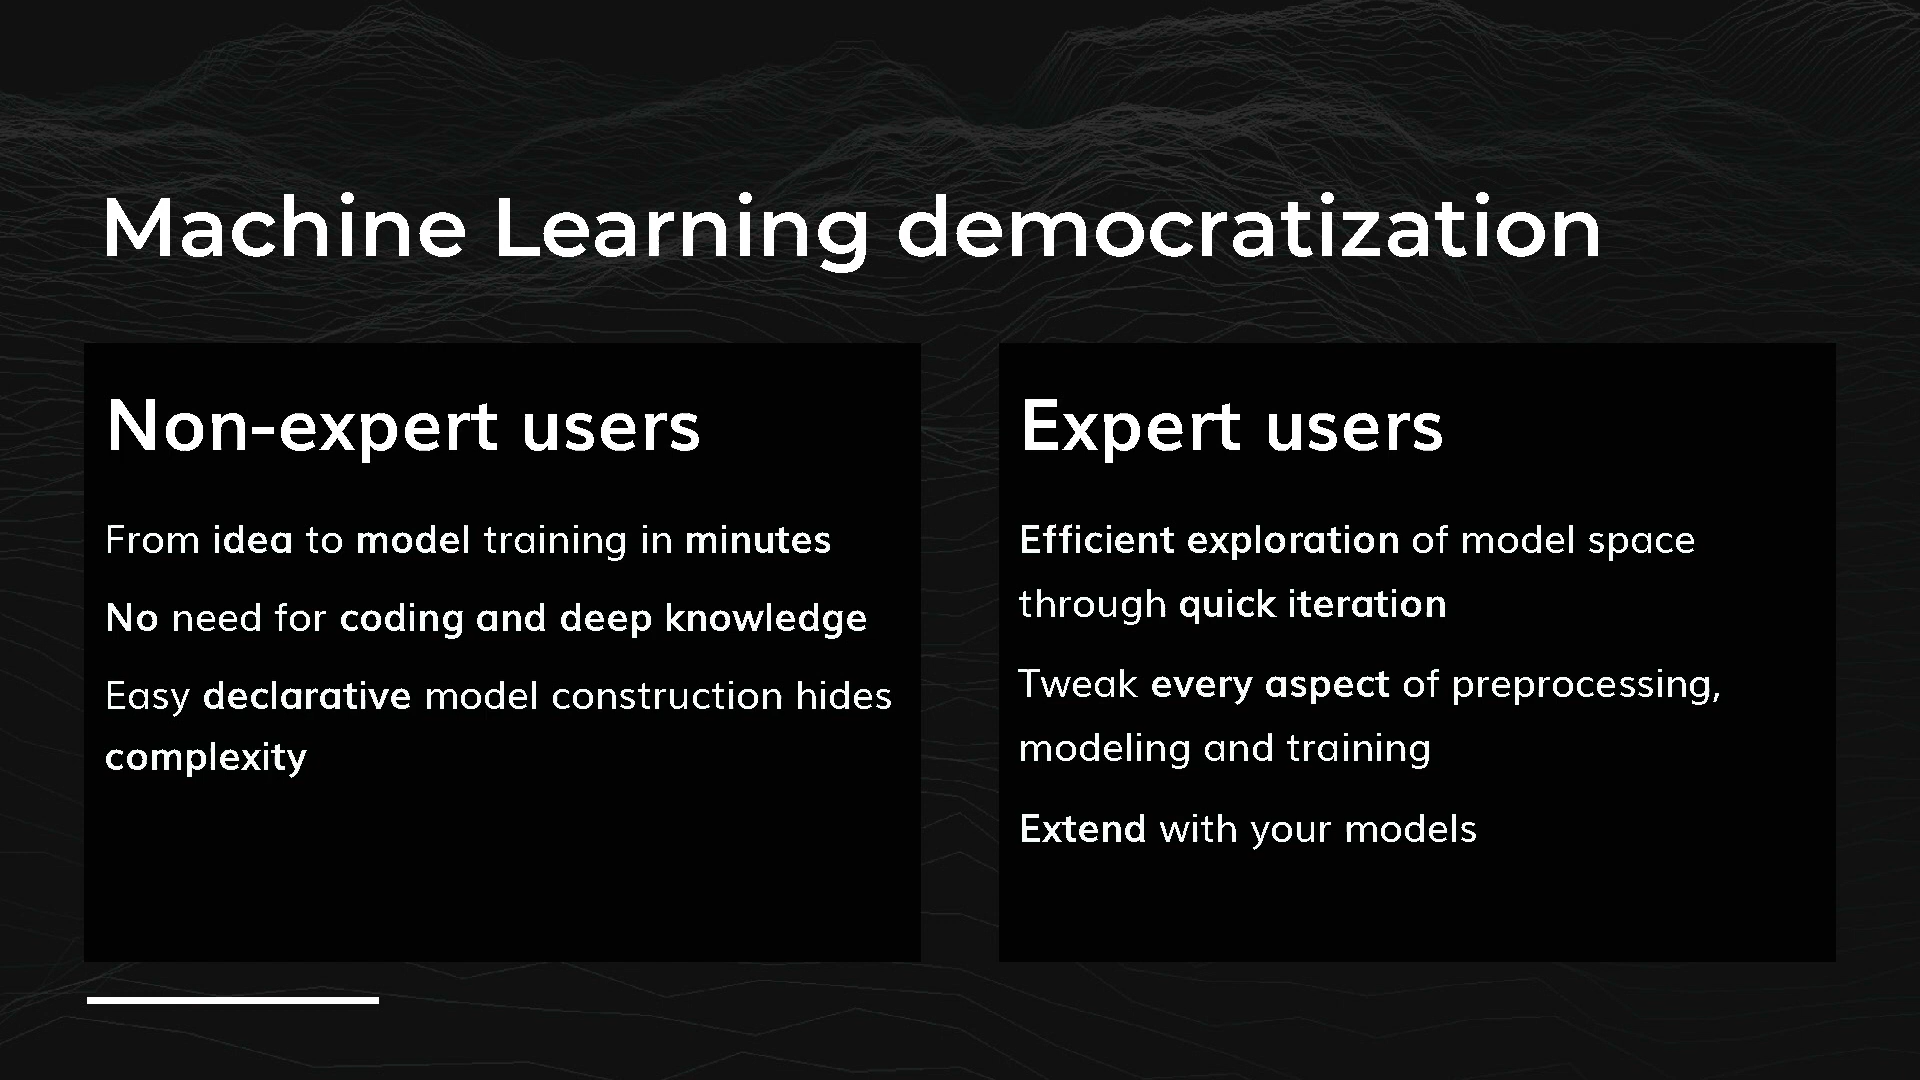 Machine Learning democratization
Non-expert users
From idea to model training in minutes
No need for coding and deep knowledge
Easy declarative model construction hides
complexity
Expert users
Efficient exploration of model space
through quick iteration
Tweak every aspect of preprocessing,
modeling and training
Extend with your models